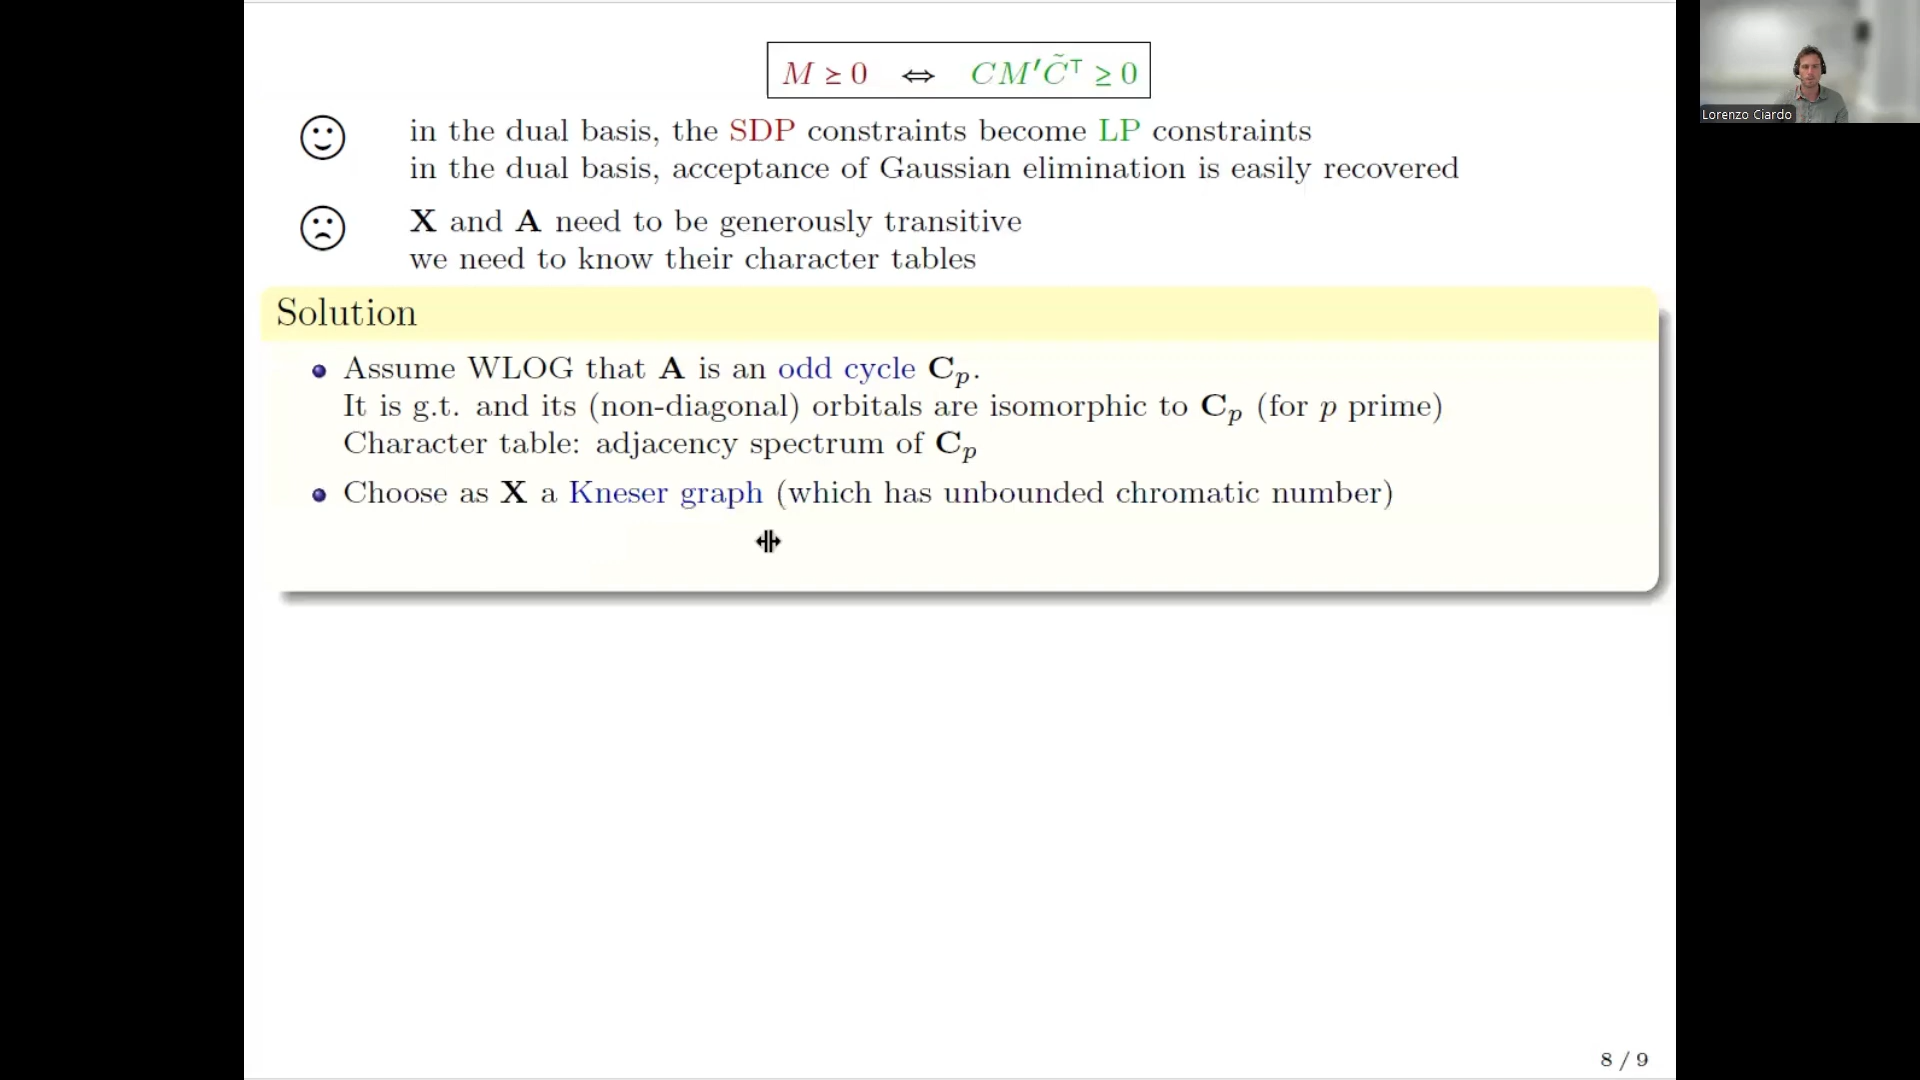 M ≽ 0 ⇔ CM′C̃ᵀ ≥ 0
in the dual basis, the SDP constraints become LP constraints
in the dual basis, acceptance of Gaussian elimination is easily recovered
X and A need to be generously transitive
we need to know their character tables
Solution
Assume WLOG that A is an odd cycle Cₚ.
It is g.t. and its (non-diagonal) orbitals are isomorphic to Cₚ (for p prime)
Character table: adjacency spectrum of Cₚ
Choose as X a Kneser graph (which has unbounded chromatic number)
8 / 9
Lorenzo Ciardo